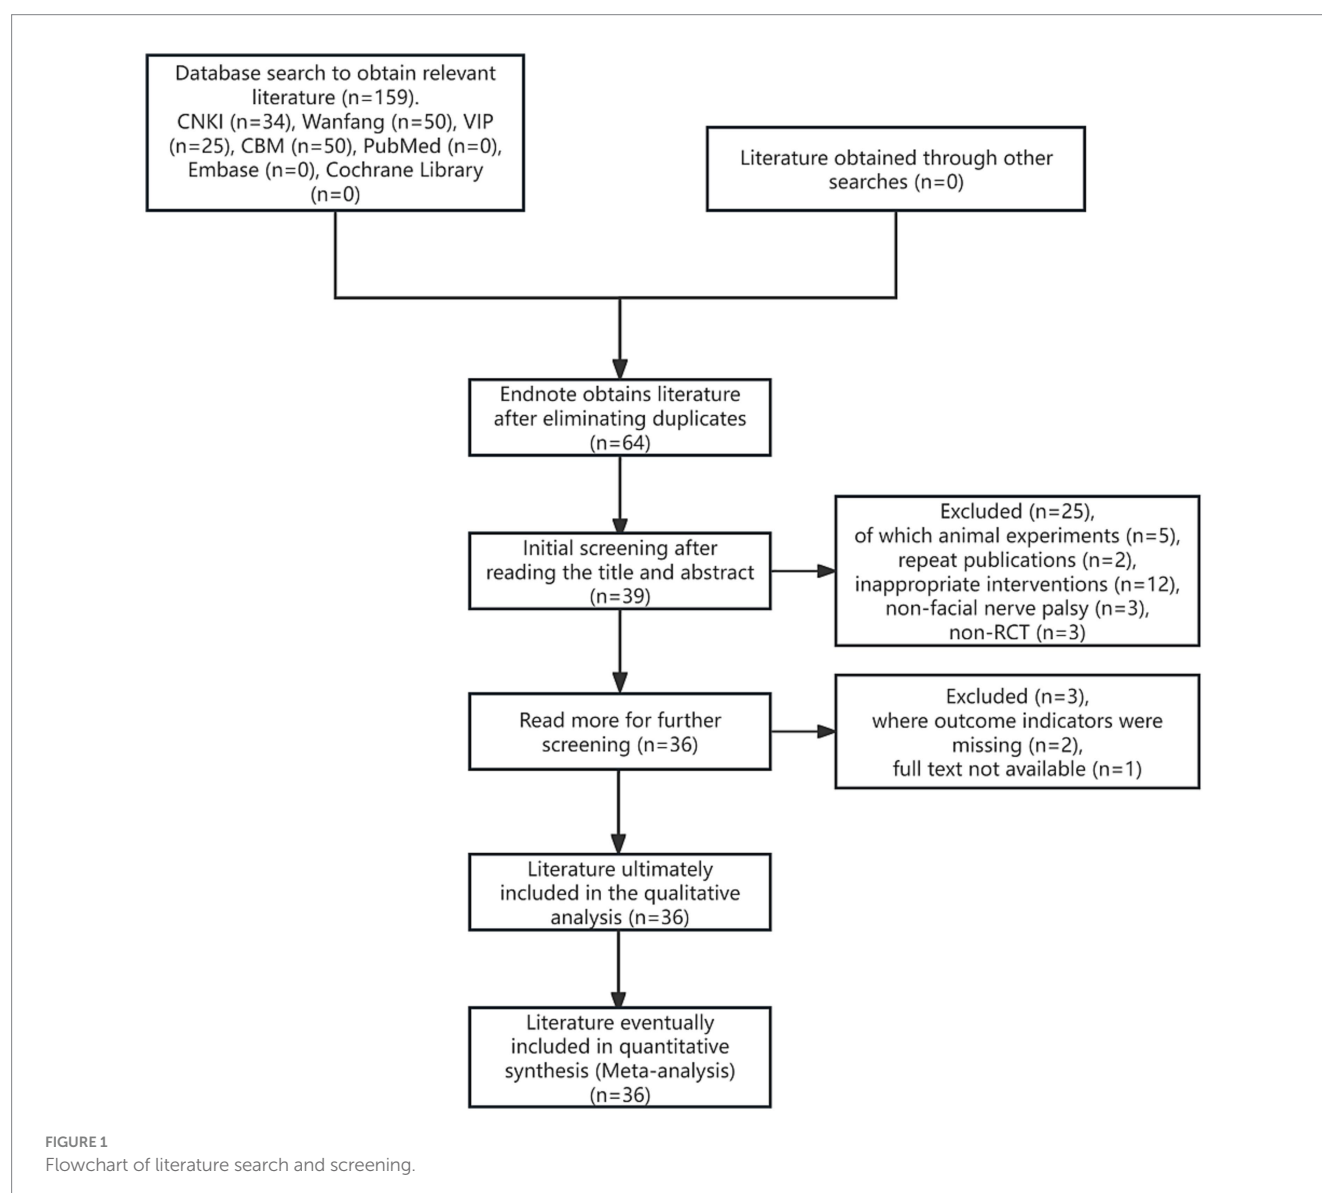 Database search to obtain relevant
literature (n=159).
CNKI (n=34), Wanfang (n=50), VIP
(n=25), CBM (n=50), PubMed (n=0),
Embase (n=0), Cochrane Library
(n=0)
Literature obtained through other
searches (n=0)
Endnote obtains literature
after eliminating duplicates
(n=64)
Initial screening after
reading the title and abstract
(n=39)
Excluded (n=25),
of which animal experiments (n=5),
repeat publications (n=2),
inappropriate interventions (n=12),
non-facial nerve palsy (n=3),
non-RCT (n=3)
Read more for further
screening (n=36)
Excluded (n=3),
where outcome indicators were
missing (n=2),
full text not available (n=1)
Literature ultimately
included in the qualitative
analysis (n=36)
Literature eventually
included in quantitative
synthesis (Meta-analysis)
(n=36)
FIGURE 1
Flowchart of literature search and screening.